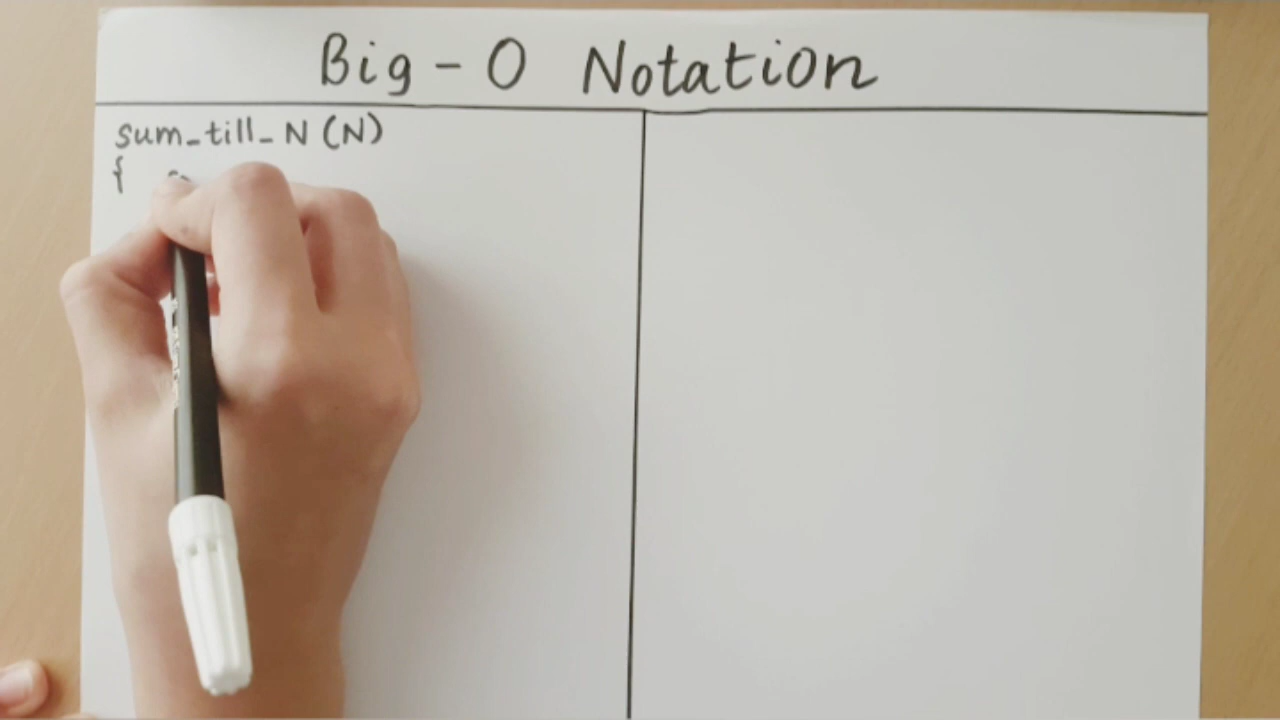 Big - O Notation
sum_till_N (N)
{